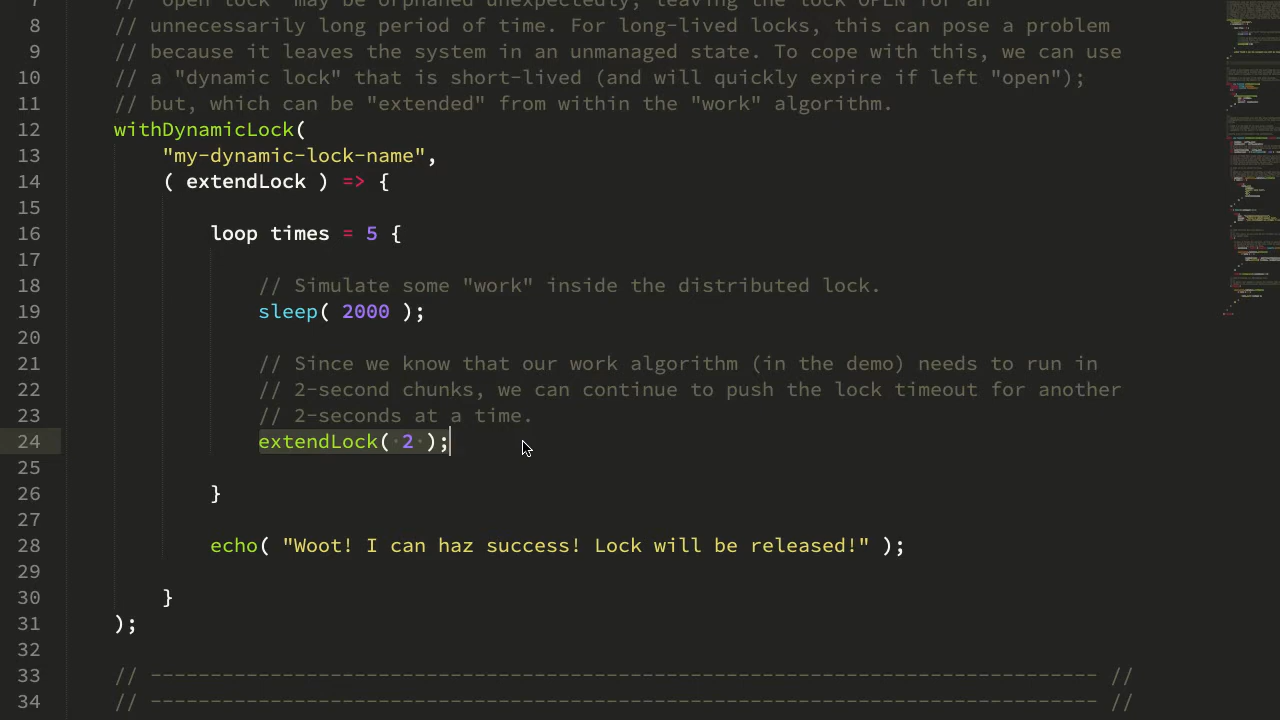 7 // "open lock" may be orphaned unexpectedly, leaving the lock OPEN for an
8 // unnecessarily long period of time. For long-lived locks, this can pose a problem
9 // because it leaves the system in an unmanaged state. To cope with this, we can use
10 // a "dynamic lock" that is short-lived (and will quickly expire if left "open");
11 // but, which can be "extended" from within the "work" algorithm.
12 withDynamicLock(
13 "my-dynamic-lock-name",
14 ( extendLock ) => {
15
16 loop times = 5 {
17
18 // Simulate some "work" inside the distributed lock.
19 sleep( 2000 );
20
21 // Since we know that our work algorithm (in the demo) needs to run in
22 // 2-second chunks, we can continue to push the lock timeout for another
23 // 2-seconds at a time.
24 extendLock( 2 );
25
26 }
27
28 echo( "Woot! I can haz success! Lock will be released!" );
29
30 }
31 );
32
33 // ------------------------------------------------------------------------------- //
34 // ------------------------------------------------------------------------------- //